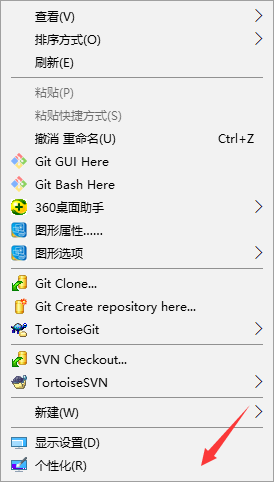 查看(V)
排序方式(O)
刷新(E)
粘贴(P)
粘贴快捷方式(S)
撤消 重命名(U) Ctrl+Z
Git GUI Here
Git Bash Here
360桌面助手
图形属性……
图形选项
Git Clone...
Git Create repository here...
TortoiseGit
SVN Checkout...
TortoiseSVN
新建(W)
显示设置(D)
个性化(R)